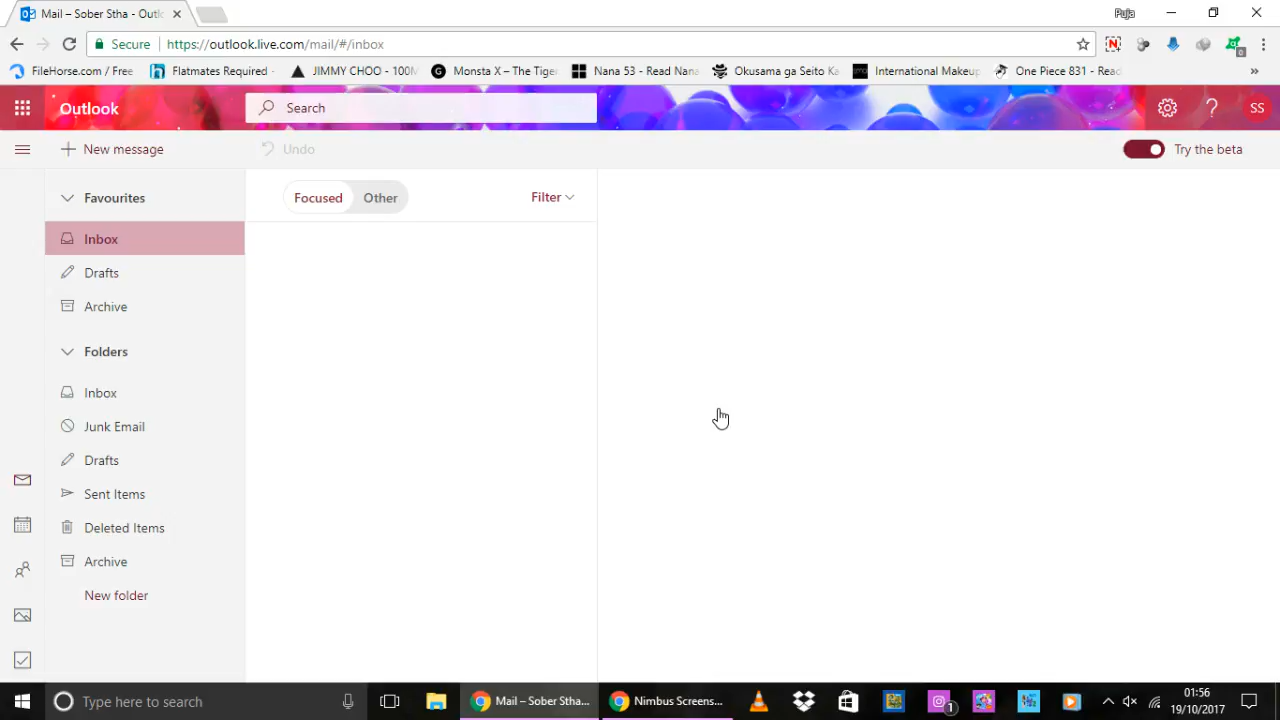 Mail – Sober Stha - Outl
Puja
Secure
https://outlook.live.com/mail/#/inbox
0
FileHorse.com / Free
Flatmates Required -
JIMMY CHOO - 100M
Monsta X – The Tiger
Nana 53 - Read Nana
Okusama ga Seito Ka
International Makeup
One Piece 831 - Read
»
Outlook
Search
?
SS
New message
Undo
Try the beta
Favourites
Focused
Other
Filter
Inbox
Drafts
Archive
Folders
Inbox
Junk Email
Drafts
Sent Items
Deleted Items
Archive
New folder
Type here to search
Mail – Sober Stha...
Nimbus Screens...
1
01:56
19/10/2017